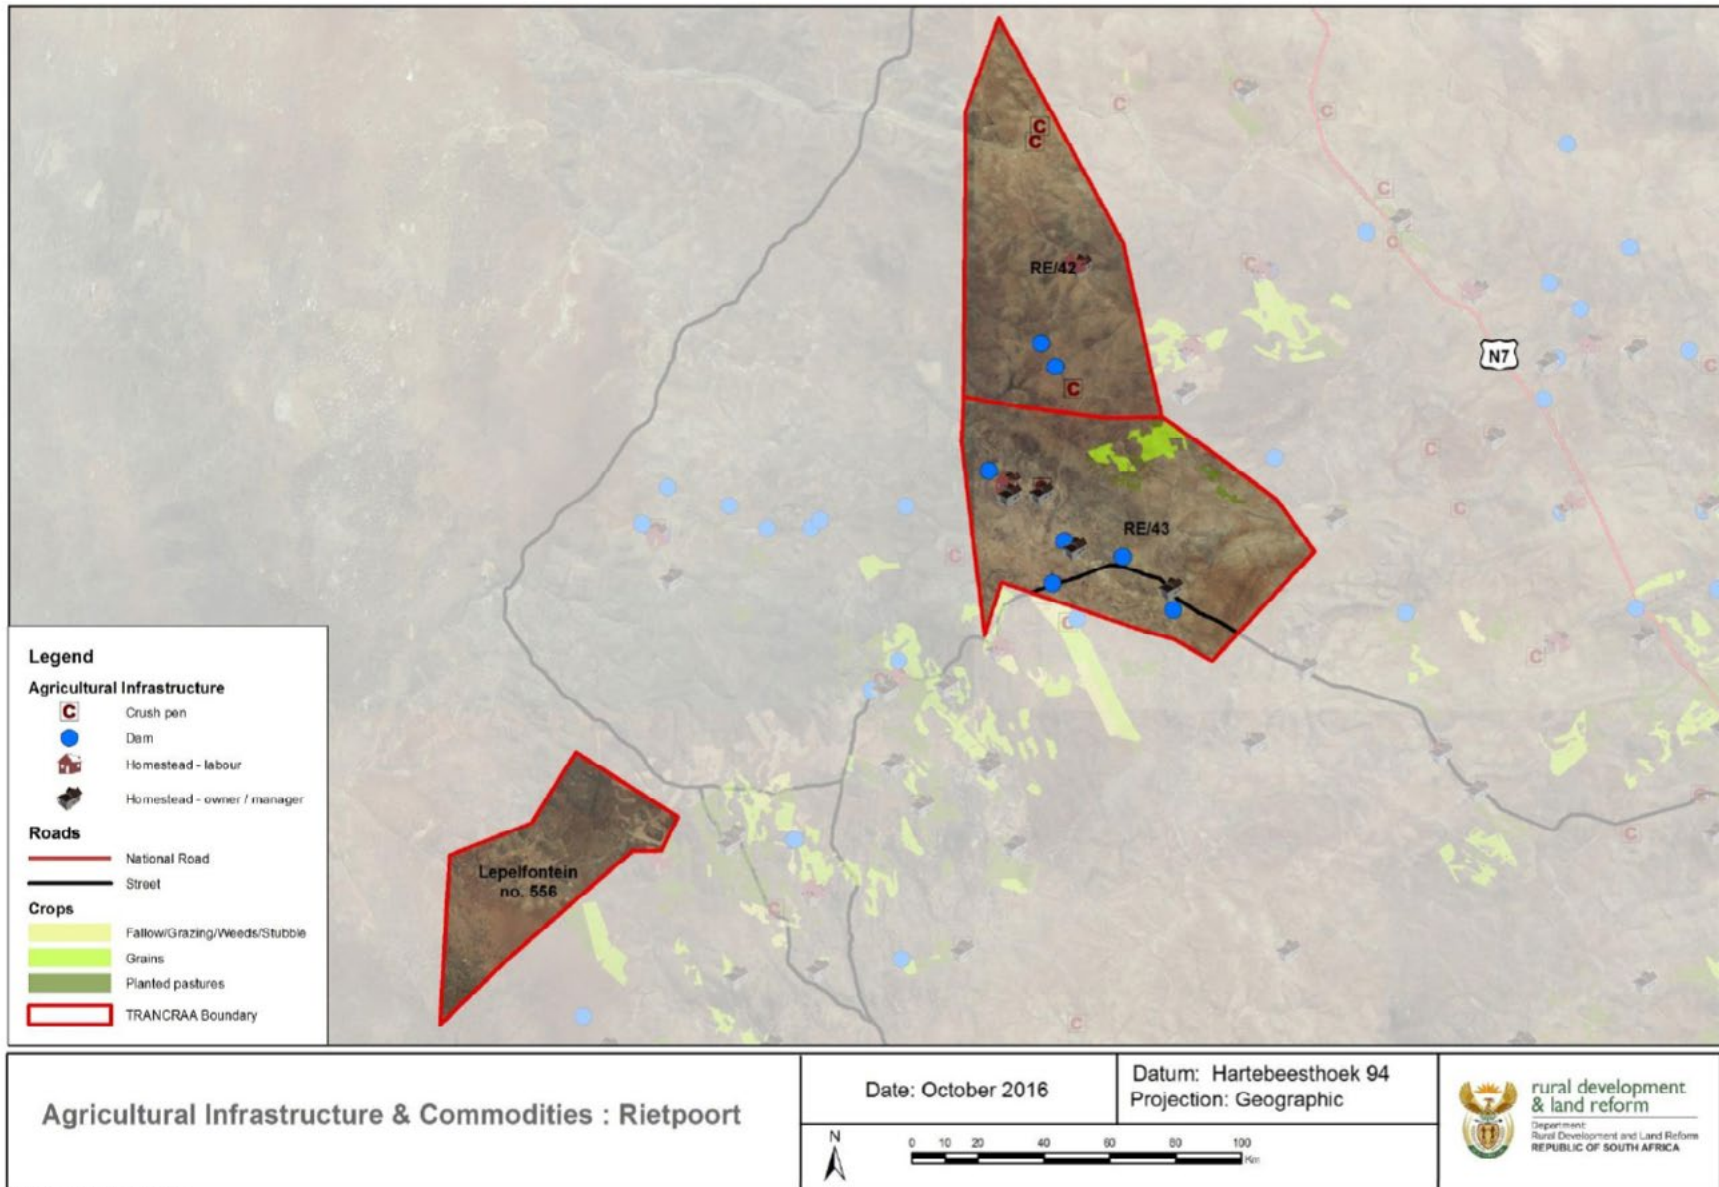 C
C
C
C
C
C
RE/42
C
C
C
N7
C
C
C
C
RE/43
C
C
C
C
C
C
C
C
Lepelfontein
no. 556
Legend
Agricultural Infrastructure
C Crush pen
Dam
Homestead - labour
Homestead - owner / manager
Roads
National Road
Street
Crops
Fallow/Grazing/Weeds/Stubble
Grains
Planted pastures
TRANCRAA Boundary
Agricultural Infrastructure & Commodities : Rietpoort
Date: October 2016
Datum: Hartebeesthoek 94
Projection: Geographic
N
0 10 20 40 60 80 100
Km
rural development
& land reform
Department:
Rural Development and Land Reform
REPUBLIC OF SOUTH AFRICA